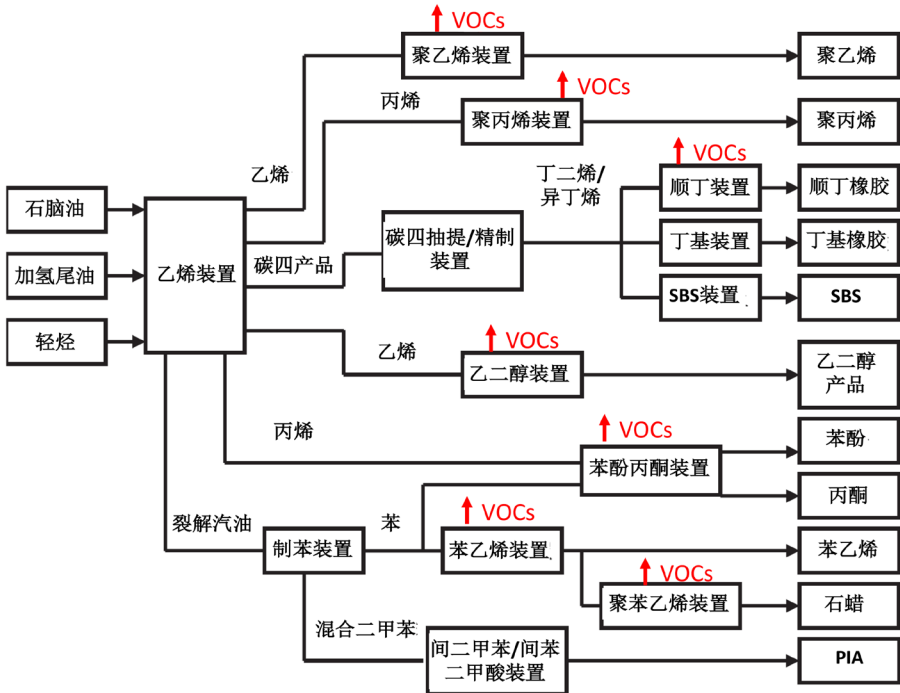 VOCs
聚乙烯装置
聚乙烯
VOCs
丙烯
聚丙烯装置
聚丙烯
VOCs
乙烯
丁二烯/
异丁烯
顺丁装置
顺丁橡胶
石脑油
碳四抽提/精制
装置
丁基装置
丁基橡胶
加氢尾油
乙烯装置
碳四产品
SBS装置
SBS
轻烃
VOCs
乙烯
乙二醇装置
乙二醇
产品
丙烯
VOCs
苯酚
苯酚丙酮装置
丙酮
裂解汽油
苯
VOCs
制苯装置
苯乙烯装置
苯乙烯
VOCs
聚苯乙烯装置
石蜡
混合二甲苯
间二甲苯/间苯
二甲酸装置
PIA